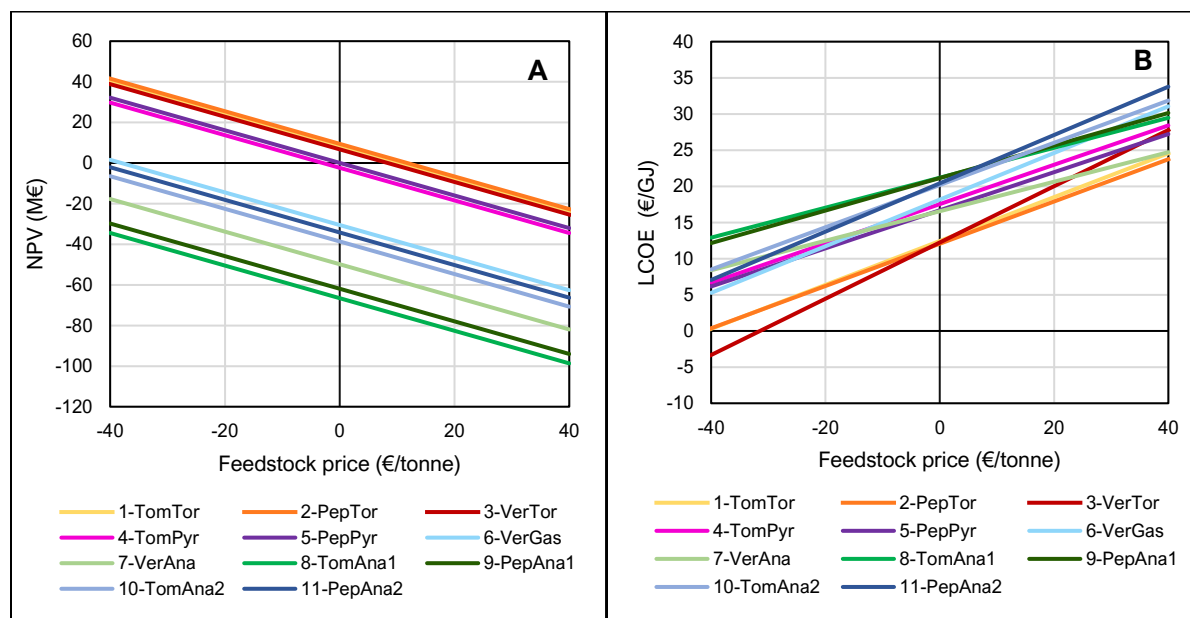 A
NPV (M€)
60
40
20
0
-20
-40
-60
-80
-100
-120
-40 -20 0 20 40
Feedstock price (€/tonne)
1-TomTor 2-PepTor 3-VerTor
4-TomPyr 5-PepPyr 6-VerGas
7-VerAna 8-TomAna1 9-PepAna1
10-TomAna2 11-PepAna2
B
LCOE (€/GJ)
40
35
30
25
20
15
10
5
0
-5
-10
-40 -20 0 20 40
Feedstock price (€/tonne)
1-TomTor 2-PepTor 3-VerTor
4-TomPyr 5-PepPyr 6-VerGas
7-VerAna 8-TomAna1 9-PepAna1
10-TomAna2 11-PepAna2